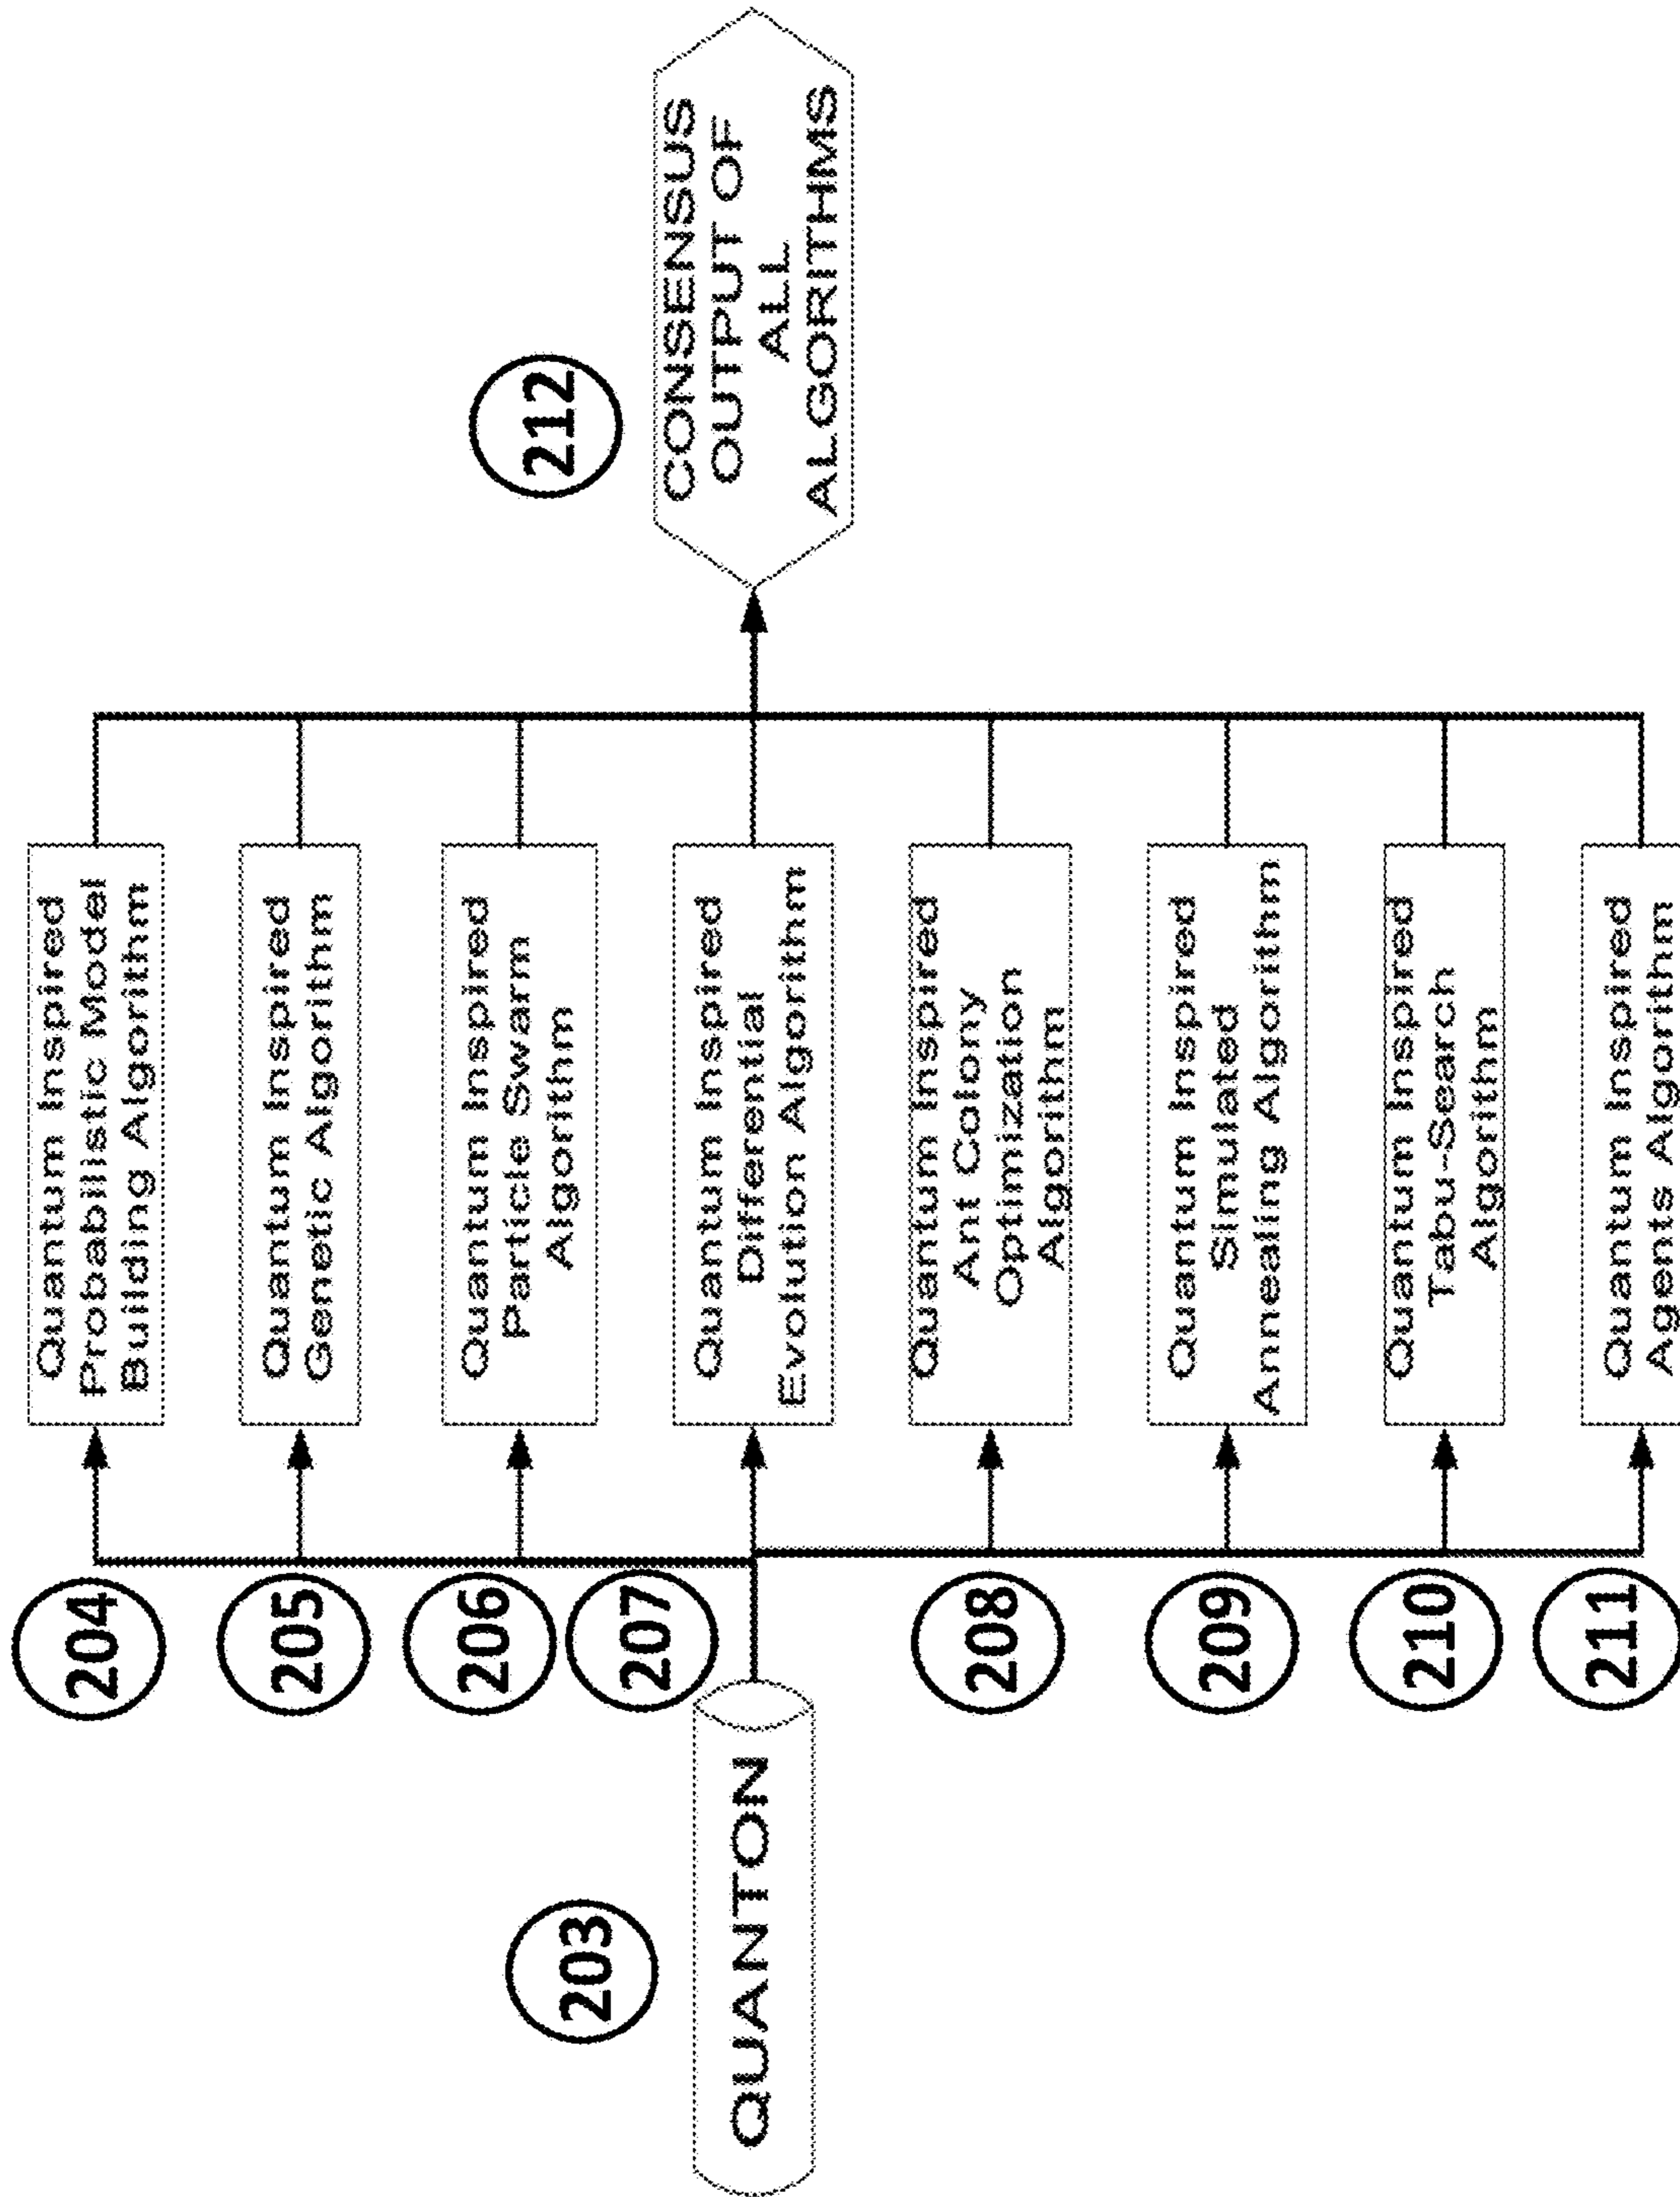 203
QUANTON
204
Quantum Inspired
Probabilistic Model
Building Algorithm
205
Quantum Inspired
Genetic Algorithm
206
Quantum Inspired
Particle Swarm
Algorithm
207
Quantum Inspired
Differential
Evolution Algorithm
208
Quantum Inspired
Ant Colony
Optimization
Algorithm
209
Quantum Inspired
Simulated
Annealing Algorithm
210
Quantum Inspired
Tabu-Search
Algorithm
211
Quantum Inspired
Agents Algorithm
212
CONSENSUS
OUTPUT OF
ALL
ALGORITHMS